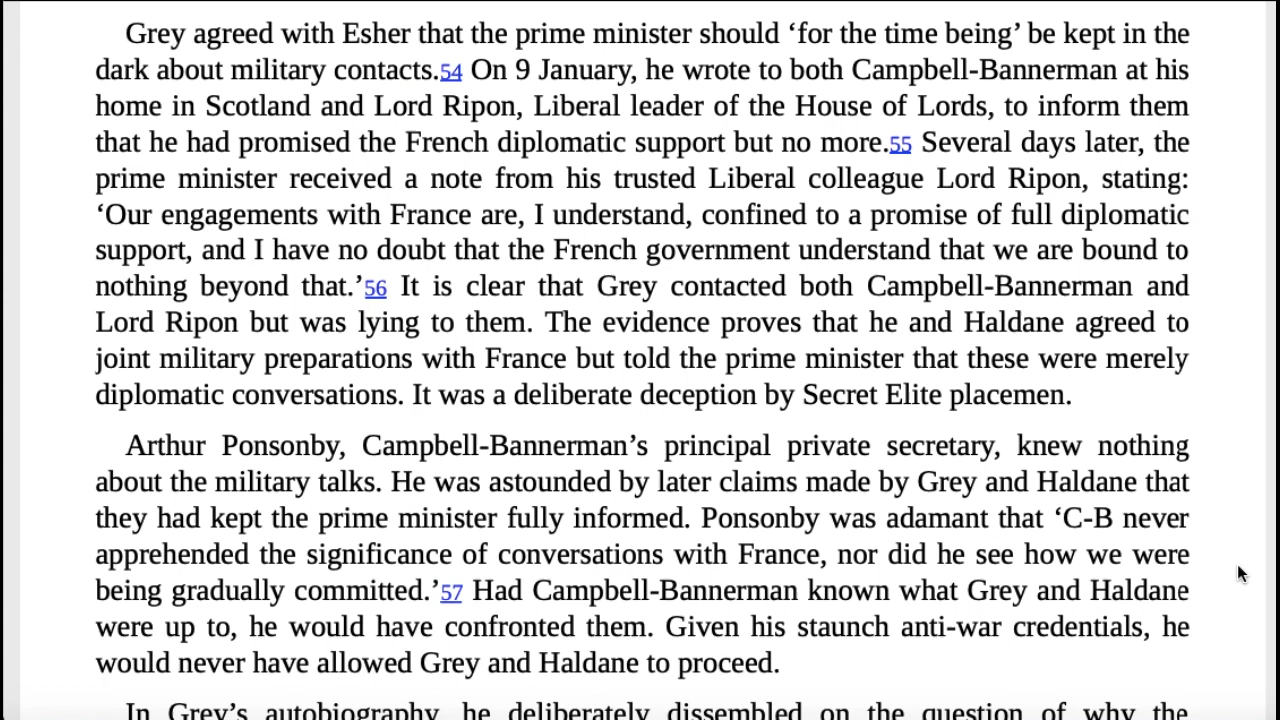 Grey agreed with Esher that the prime minister should ‘for the time being’ be kept in the
dark about military contacts.54 On 9 January, he wrote to both Campbell-Bannerman at his
home in Scotland and Lord Ripon, Liberal leader of the House of Lords, to inform them
that he had promised the French diplomatic support but no more.55 Several days later, the
prime minister received a note from his trusted Liberal colleague Lord Ripon, stating:
‘Our engagements with France are, I understand, confined to a promise of full diplomatic
support, and I have no doubt that the French government understand that we are bound to
nothing beyond that.’56 It is clear that Grey contacted both Campbell-Bannerman and
Lord Ripon but was lying to them. The evidence proves that he and Haldane agreed to
joint military preparations with France but told the prime minister that these were merely
diplomatic conversations. It was a deliberate deception by Secret Elite placemen.
Arthur Ponsonby, Campbell-Bannerman’s principal private secretary, knew nothing
about the military talks. He was astounded by later claims made by Grey and Haldane that
they had kept the prime minister fully informed. Ponsonby was adamant that ‘C-B never
apprehended the significance of conversations with France, nor did he see how we were
being gradually committed.’57 Had Campbell-Bannerman known what Grey and Haldane
were up to, he would have confronted them. Given his staunch anti-war credentials, he
would never have allowed Grey and Haldane to proceed.
In Grey’s autobiography, he deliberately dissembled on the question of why the